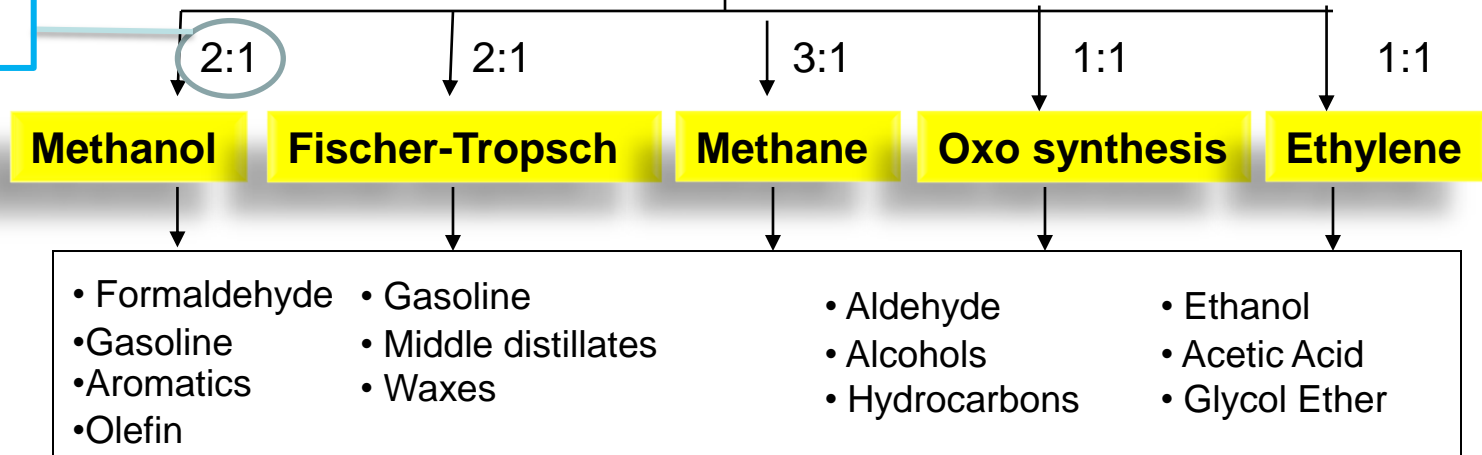 2:1 2:1 3:1 1:1 1:1
Methanol Fischer-Tropsch Methane Oxo synthesis Ethylene
• Formaldehyde
•Gasoline
•Aromatics
•Olefin
• Gasoline
• Middle distillates
• Waxes
• Aldehyde
• Alcohols
• Hydrocarbons
• Ethanol
• Acetic Acid
• Glycol Ether